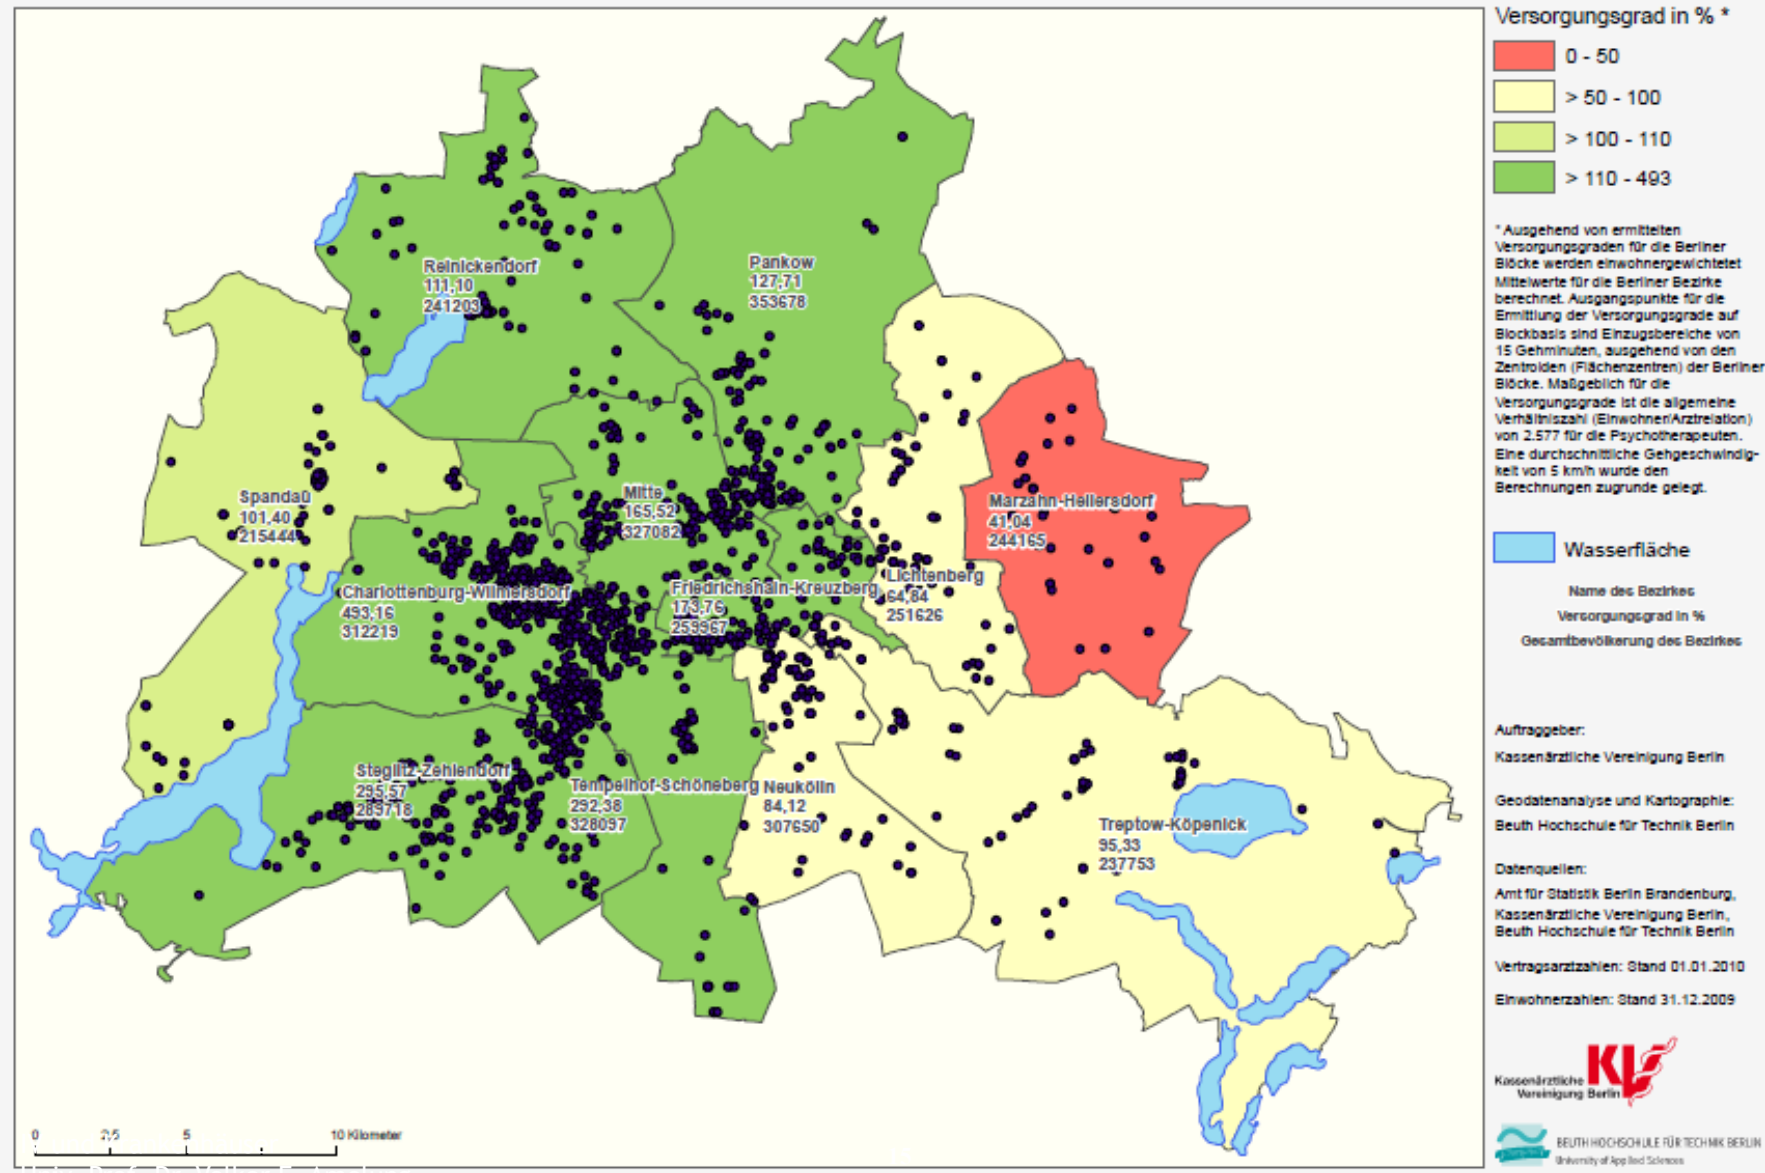 Versorgungsgrad in % *
0 - 50
> 50 - 100
> 100 - 110
> 110 - 493
* Ausgehend von ermittelten
Versorgungsgraden für die Berliner
Blöcke werden einwohnergewichtetet
Mittelwerte für die Berliner Bezirke
berechnet. Ausgangspunkte für die
Ermittlung der Versorgungsgrade auf
Blockbasis sind Einzugsbereiche von
15 Gehminuten, ausgehend von den
Zentroiden (Flächenzentren) der Berliner
Blöcke. Maßgeblich für die
Versorgungsgrade ist die allgemeine
Verhältniszahl (Einwohner/Arztrelation)
von 2.577 für die Psychotherapeuten.
Eine durchschnittliche Gehgeschwindig-
keit von 5 km/h wurde den
Berechnungen zugrunde gelegt.
Wasserfläche
Name des Bezirkes
Versorgungsgrad in %
Gesamtbevölkerung des Bezirkes
Auftraggeber:
Kassenärztliche Vereinigung Berlin
Geodatenanalyse und Kartographie:
Beuth Hochschule für Technik Berlin
Datenquellen:
Amt für Statistik Berlin Brandenburg,
Kassenärztliche Vereinigung Berlin,
Beuth Hochschule für Technik Berlin
Vertragsarztzahlen: Stand 01.01.2010
Einwohnerzahlen: Stand 31.12.2009
KV
Kassenärztliche
Vereinigung Berlin
BEUTH HOCHSCHULE FÜR TECHNIK BERLIN
University of Applied Sciences
Reinickendorf
111,10
241203
Pankow
127,71
353678
Spandau
101,40
215444
Mitte
165,52
327082
Marzahn-Hellersdorf
41,04
244165
Charlottenburg-Wilmersdorf
493,16
312219
Friedrichshain-Kreuzberg
173,76
259967
Lichtenberg
64,84
251626
Steglitz-Zehlendorf
295,57
289718
Tempelhof-Schöneberg
292,38
328097
Neukölln
84,12
307650
Treptow-Köpenick
95,33
237753
0 2,5 5 10 Kilometer